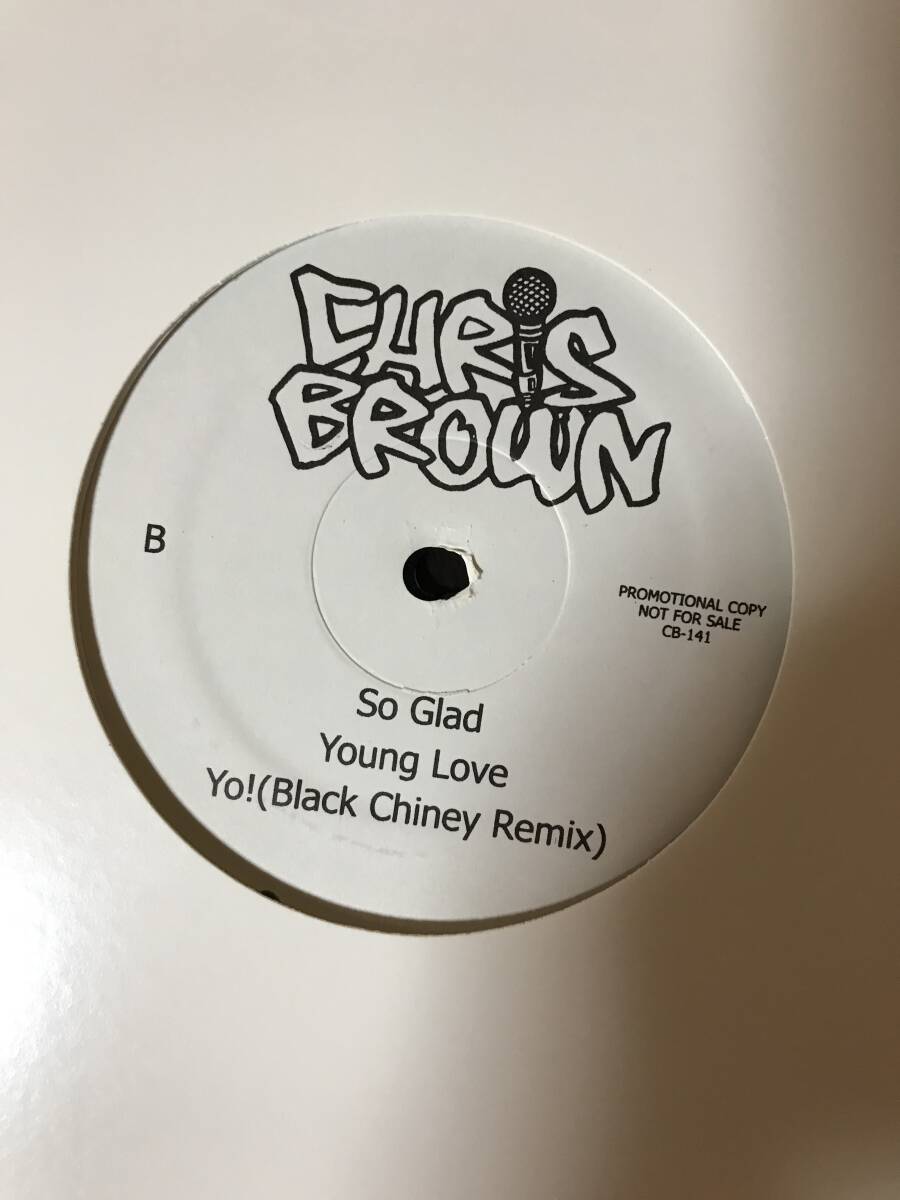 CHRIS
BROWN
B
PROMOTIONAL COPY
NOT FOR SALE
CB-141
So Glad
Young Love
Yo!(Black Chiney Remix)